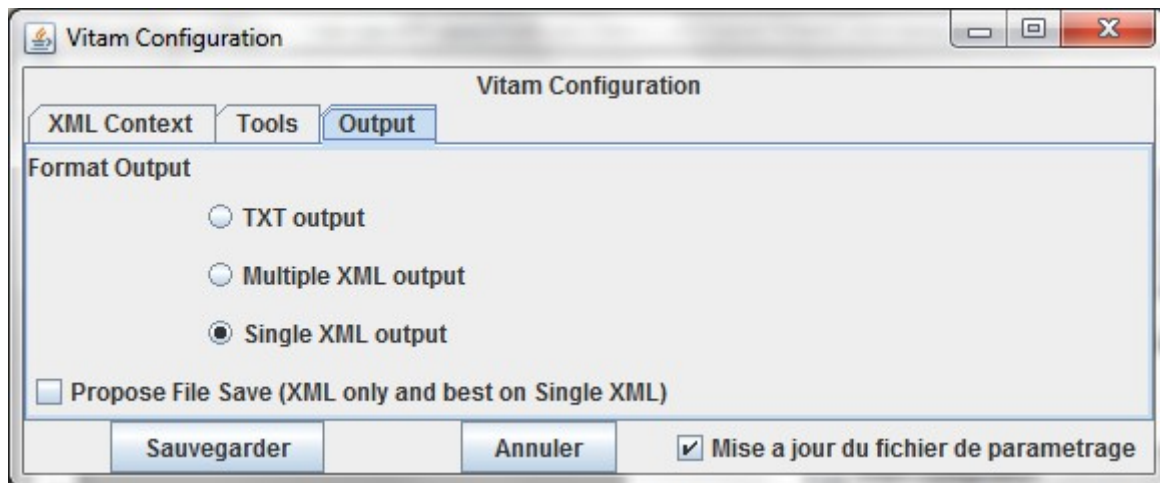 Vitam Configuration
Vitam Configuration
XML Context Tools Output
Format Output
TXT output
Multiple XML output
Single XML output
Propose File Save (XML only and best on Single XML)
Sauvegarder Annuler Mise a jour du fichier de parametrage